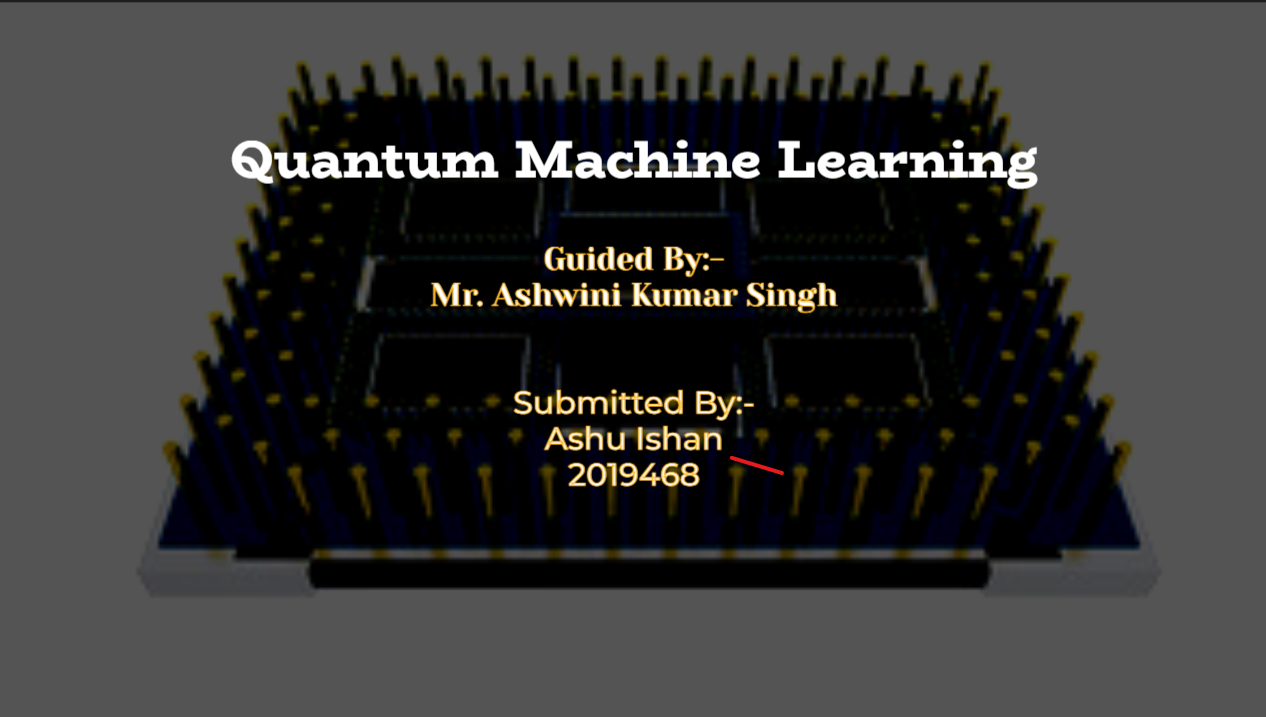 Quantum Machine Learning
Guided By:-
Mr. Ashwini Kumar Singh
Submitted By:-
Ashu Ishan
2019468